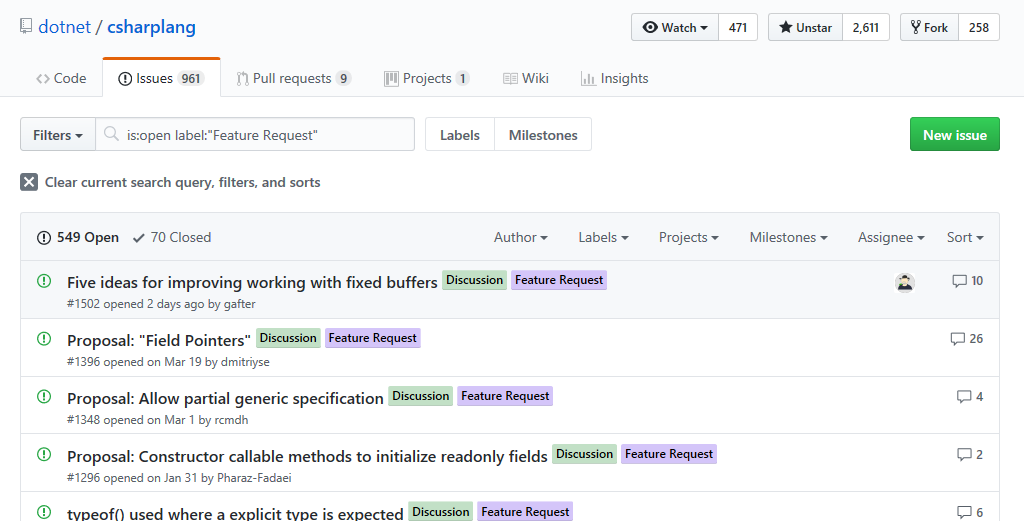 dotnet / csharplang
Watch 471 Unstar 2,611 Fork 258
Code Issues 961 Pull requests 9 Projects 1 Wiki Insights
Filters is:open label:"Feature Request" Labels Milestones New issue
Clear current search query, filters, and sorts
549 Open 70 Closed Author Labels Projects Milestones Assignee Sort
Five ideas for improving working with fixed buffers Discussion Feature Request 10
#1502 opened 2 days ago by gafter
Proposal: "Field Pointers" Discussion Feature Request 26
#1396 opened on Mar 19 by dmitriyse
Proposal: Allow partial generic specification Discussion Feature Request 4
#1348 opened on Mar 1 by rcmdh
Proposal: Constructor callable methods to initialize readonly fields Discussion Feature Request 2
#1296 opened on Jan 31 by Pharaz-Fadaei
typeof() used where a explicit type is expected Discussion Feature Request 6